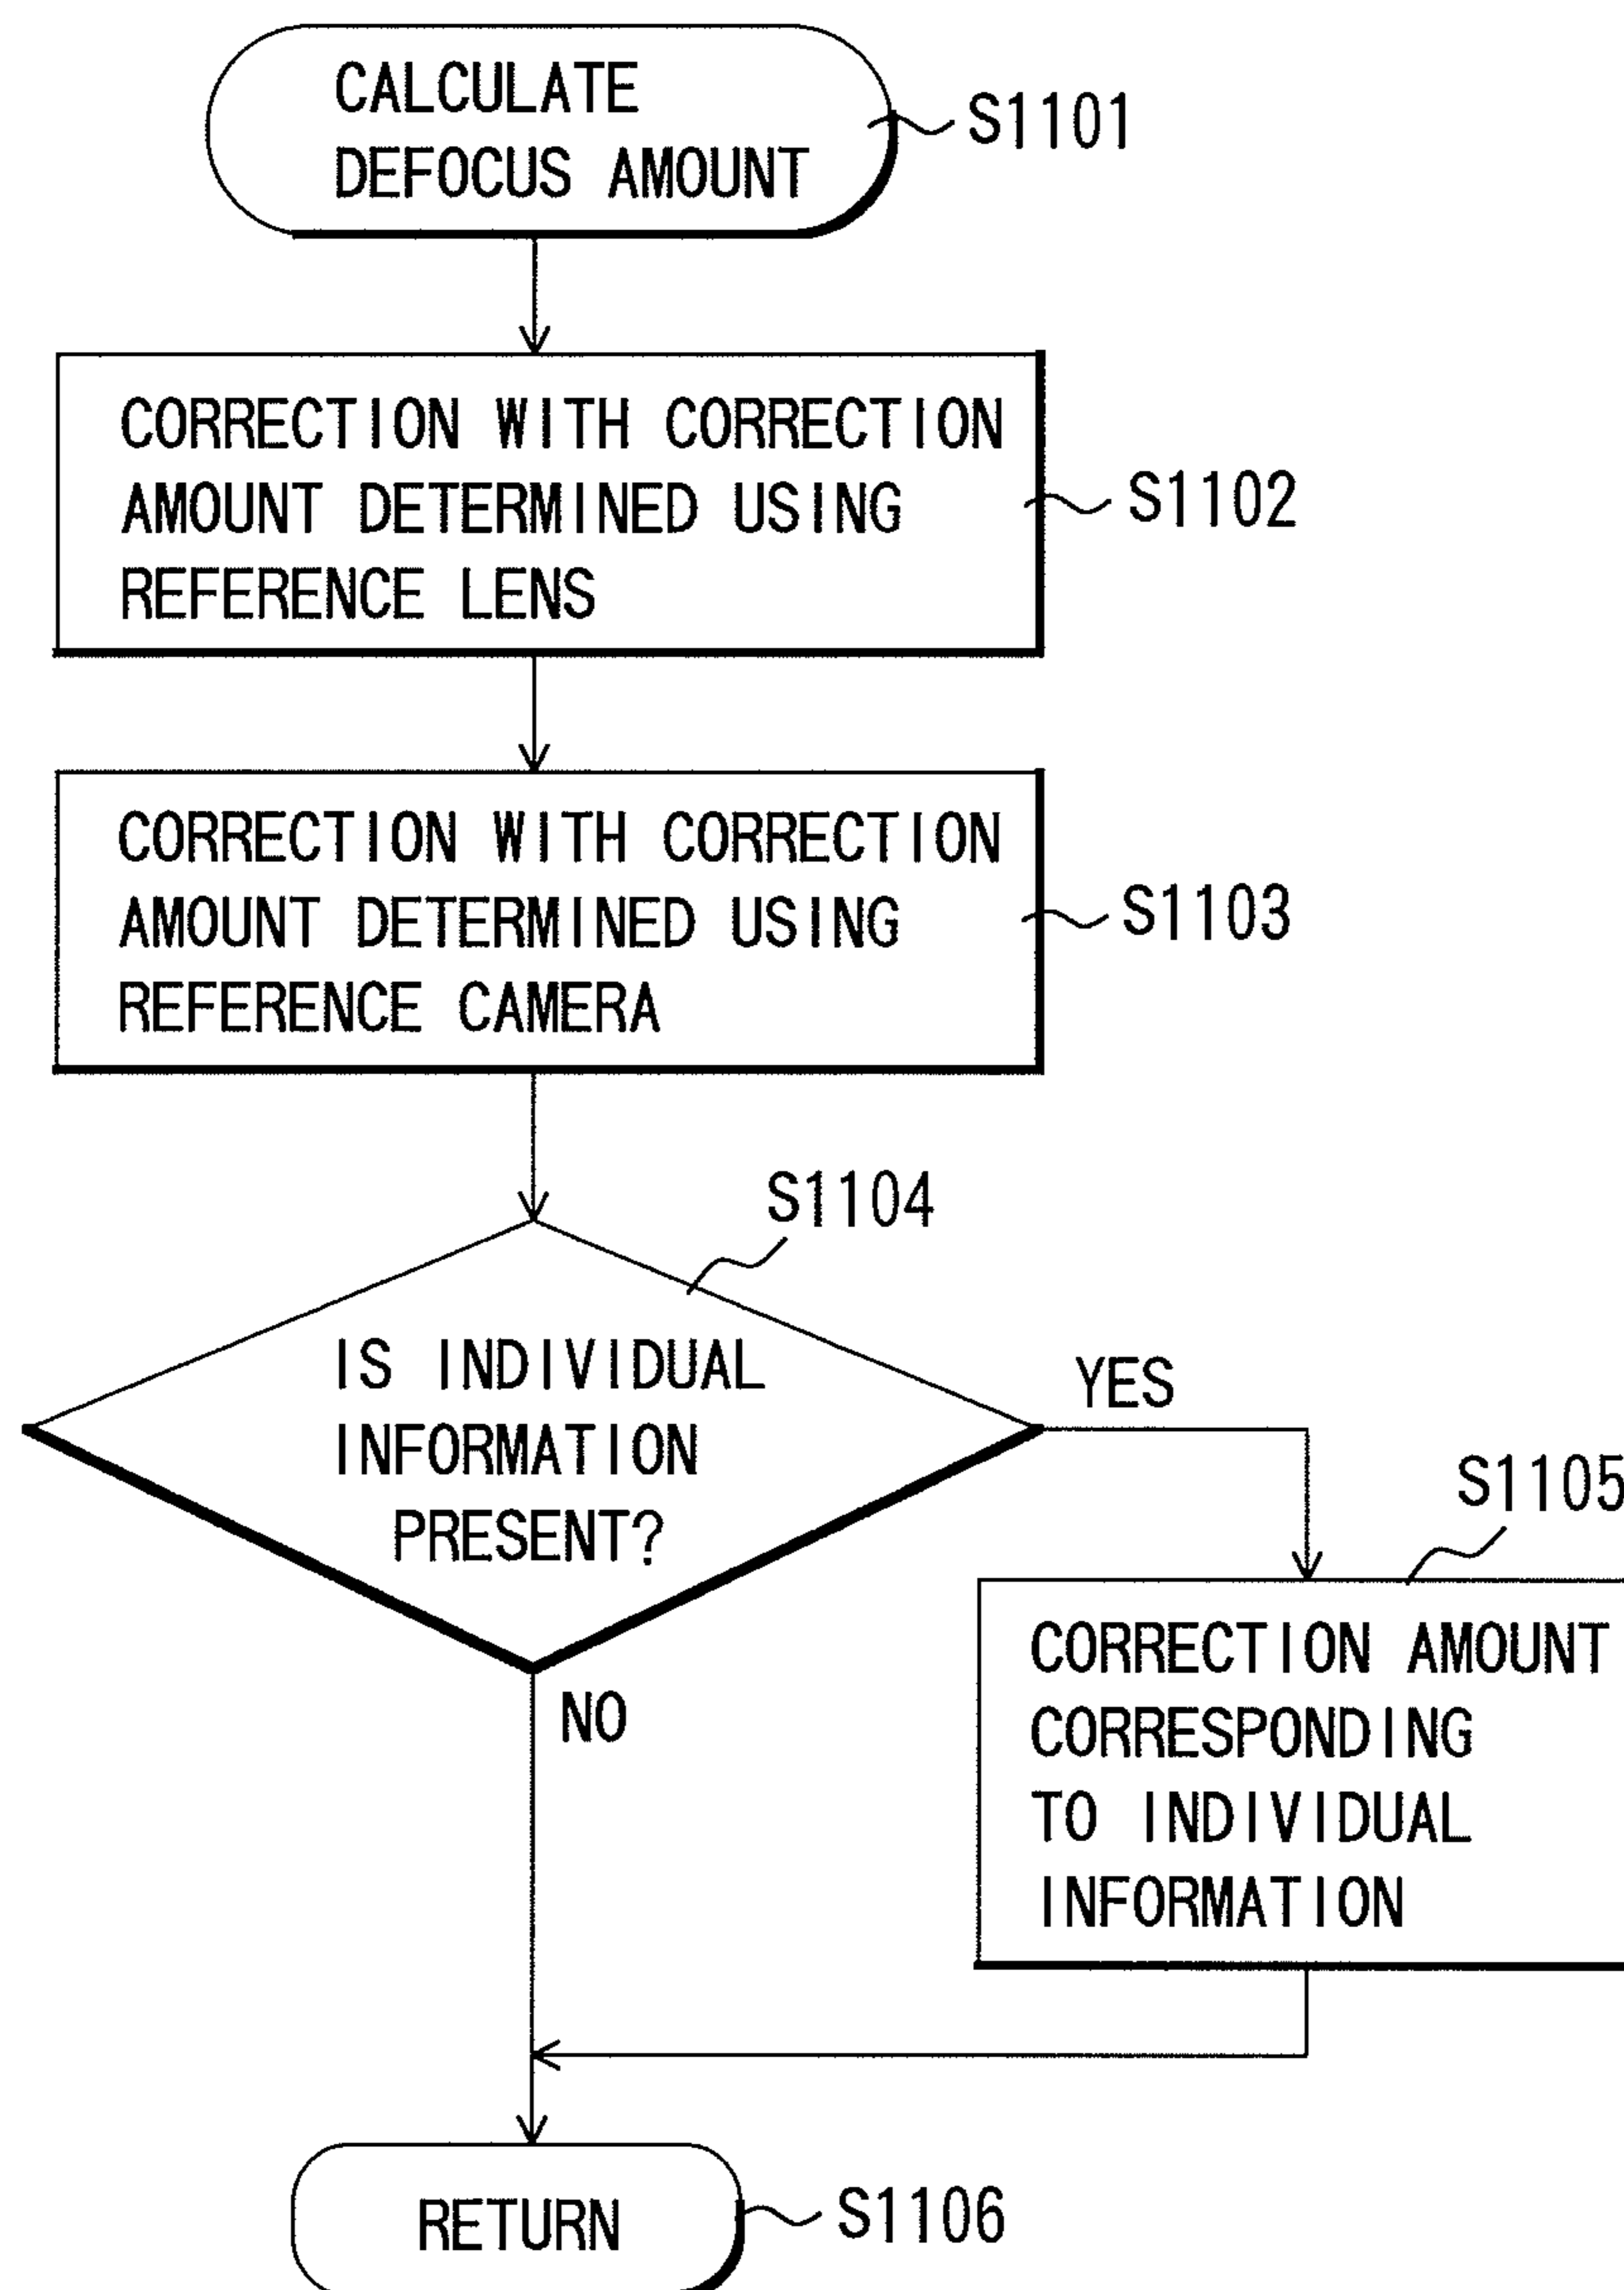 CALCULATE
DEFOCUS AMOUNT
S1101
CORRECTION WITH CORRECTION
AMOUNT DETERMINED USING
REFERENCE LENS
S1102
CORRECTION WITH CORRECTION
AMOUNT DETERMINED USING
REFERENCE CAMERA
S1103
S1104
IS INDIVIDUAL
INFORMATION
PRESENT?
YES
NO
S1105
CORRECTION AMOUNT
CORRESPONDING
TO INDIVIDUAL
INFORMATION
RETURN
S1106